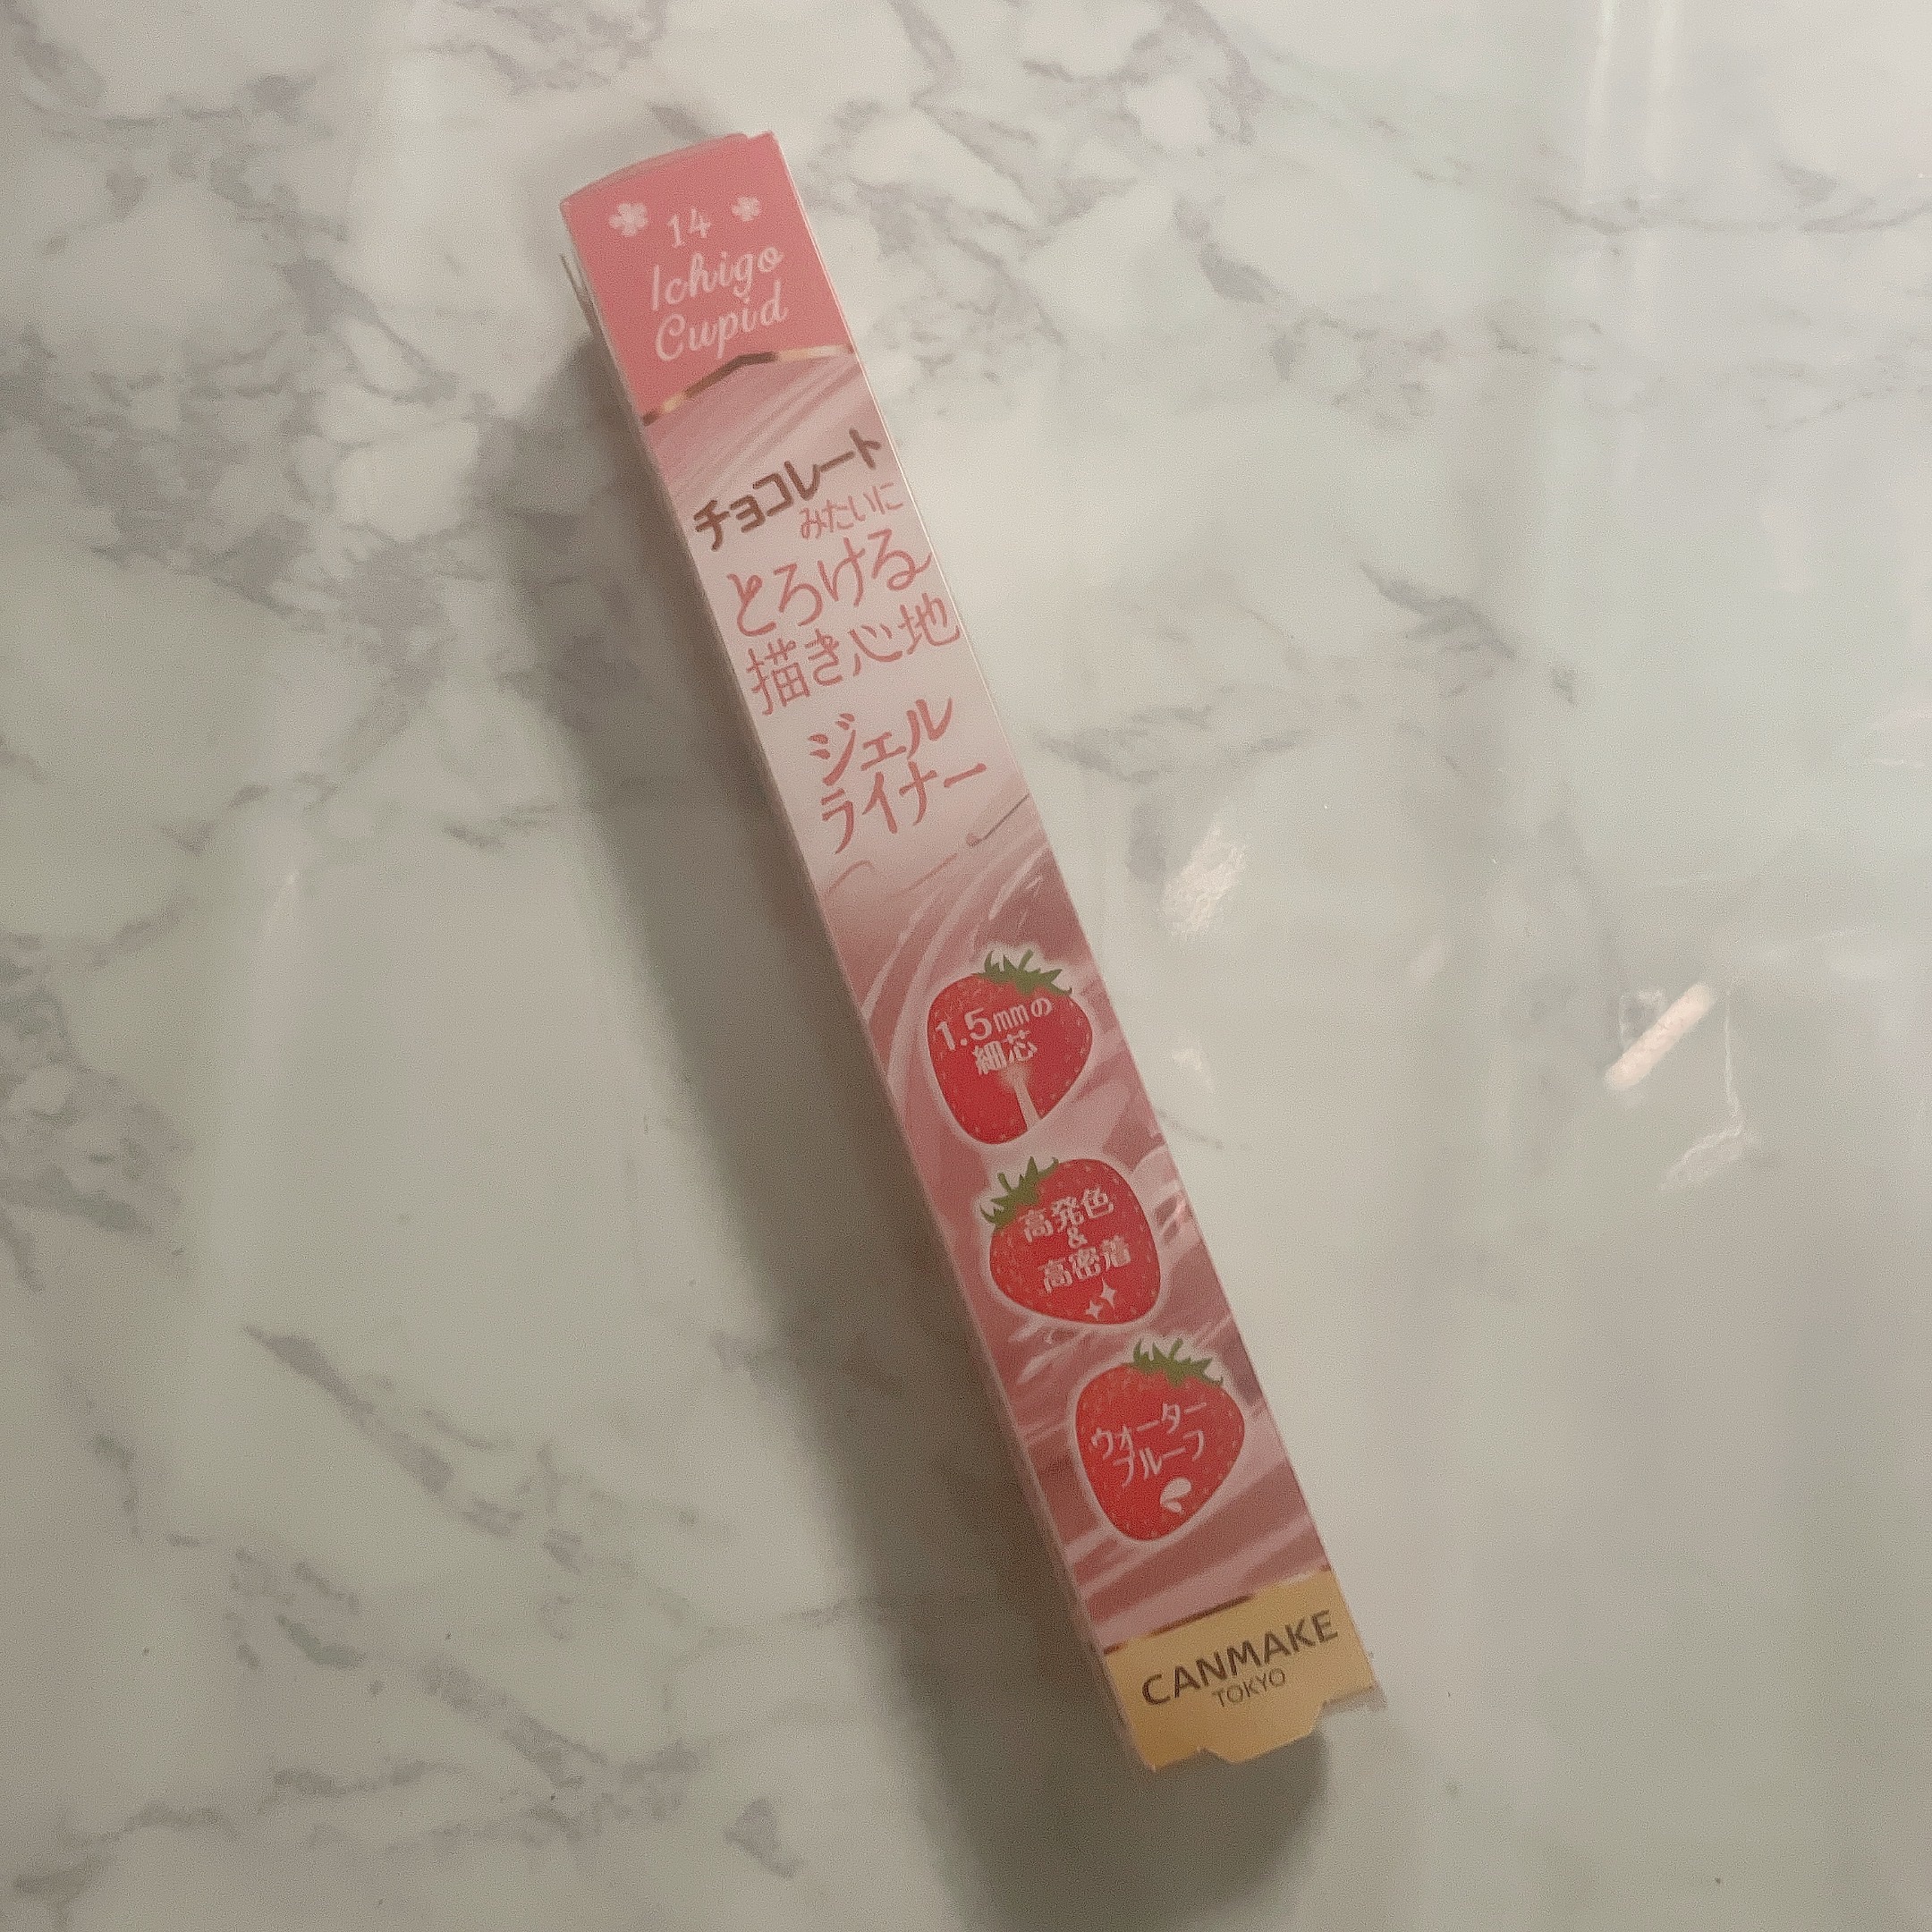 14
Ichigo
Cupid
チョコレート
みたいに
とろける
描き心地
ジェル
ライナー
1.5mmの
細芯
高発色
&
高密着
ウォーター
プルーフ
CANMAKE
TOKYO